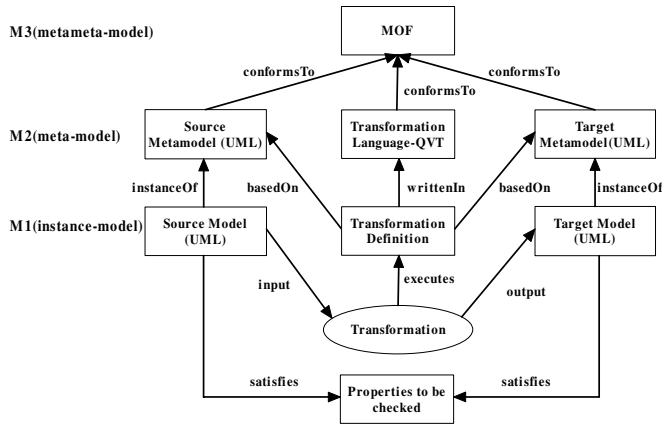 M3(metameta-model)
MOF
conformsTo
conformsTo
conformsTo
M2(meta-model)
Source
Metamodel (UML)
Transformation
Language-QVT
Target
Metamodel(UML)
instanceOf
basedOn
writtenIn
basedOn
instanceOf
M1(instance-model)
Source Model
(UML)
Transformation
Definition
Target Model
(UML)
input
executes
output
Transformation
satisfies
Properties to be
checked
satisfies